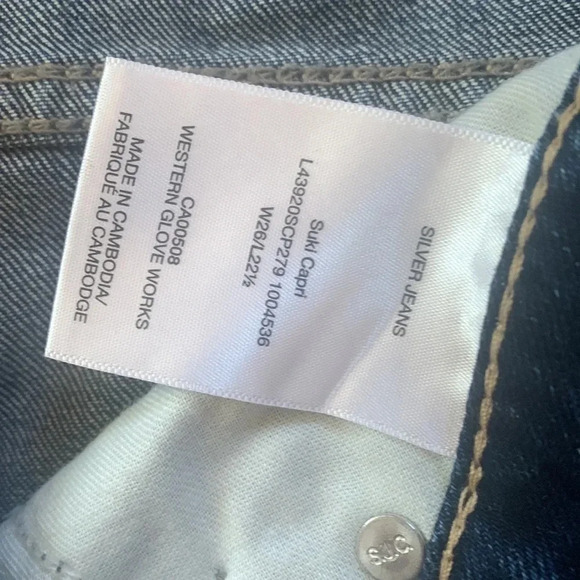 SILVER JEANS
Suki Capri
L43920SCP279 1004536
W26/L22½
CA00508
WESTERN GLOVE WORKS
MADE IN CAMBODIA/
FABRIQUÉ AU CAMBODGE
S.J.C.